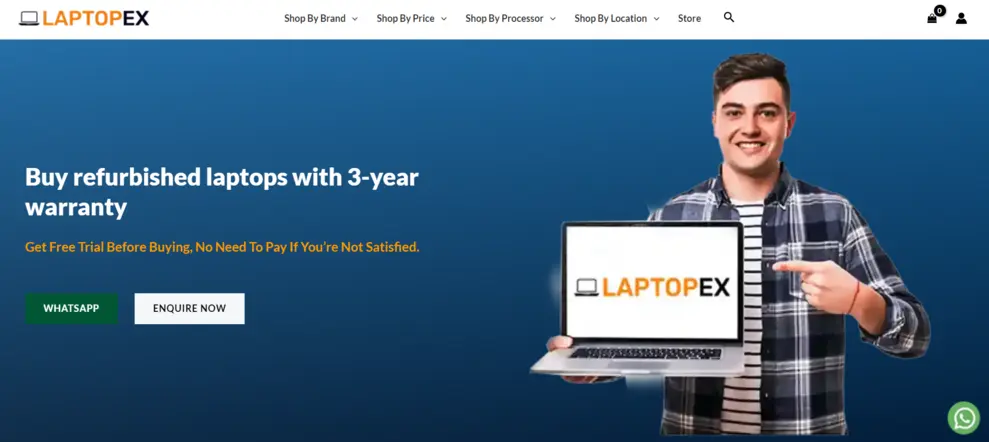 LAPTOPEX
Shop By Brand
Shop By Price
Shop By Processor
Shop By Location
Store
0
Buy refurbished laptops with 3-year
warranty
Get Free Trial Before Buying, No Need To Pay If You're Not Satisfied.
WHATSAPP
ENQUIRE NOW
LAPTOPEX